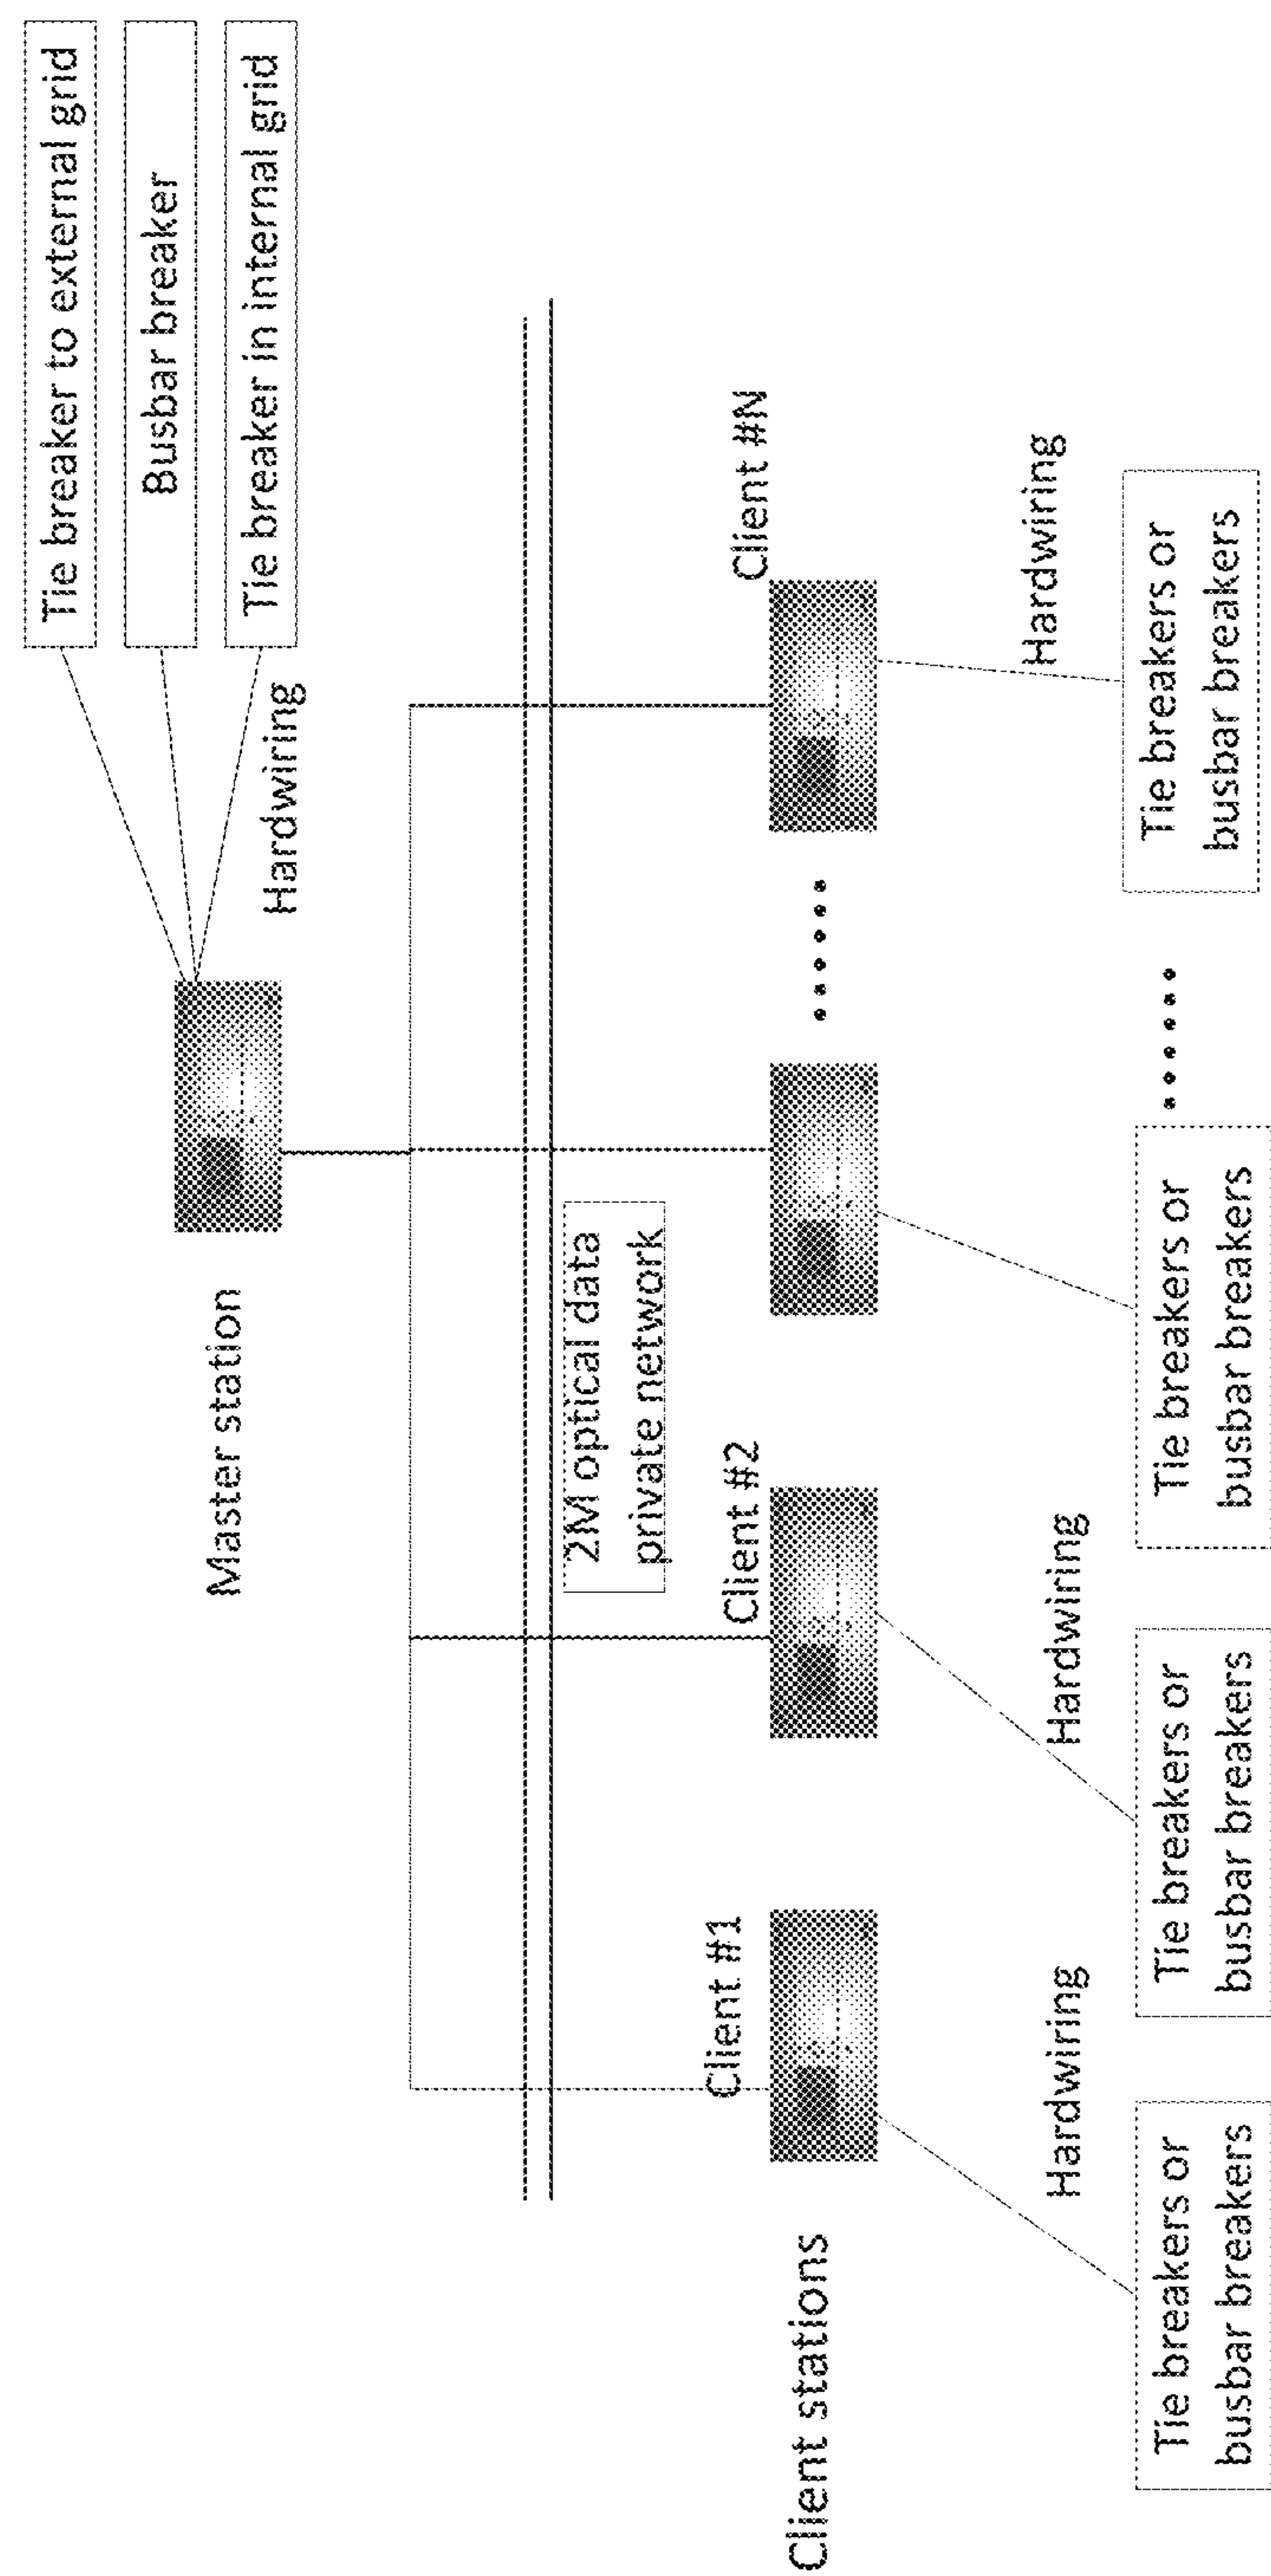 Tie breaker to external grid
Busbar breaker
Tie breaker in internal grid
Hardwiring
Master station
2M optical data
private network
Client #1
Client #2
Client #N
Client stations
Hardwiring
Hardwiring
Hardwiring
Tie breakers or
busbar breakers
Tie breakers or
busbar breakers
Tie breakers or
busbar breakers
Tie breakers or
busbar breakers